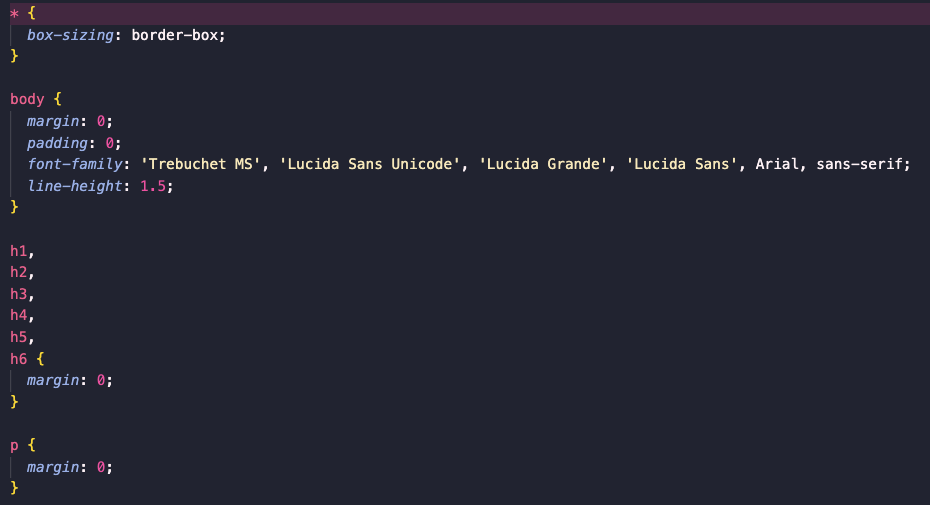 * {
  box-sizing: border-box;
}

body {
  margin: 0;
  padding: 0;
  font-family: 'Trebuchet MS', 'Lucida Sans Unicode', 'Lucida Grande', 'Lucida Sans', Arial, sans-serif;
  line-height: 1.5;
}

h1,
h2,
h3,
h4,
h5,
h6 {
  margin: 0;
}

p {
  margin: 0;
}